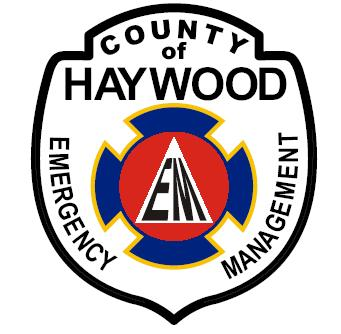 COUNTY
of
HAYWOOD
EMERGENCY
EM
MANAGEMENT